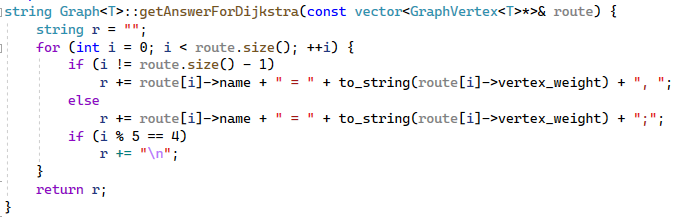 string Graph<T>::getAnswerForDijkstra(const vector<GraphVertex<T>*>& route) {
    string r = "";
    for (int i = 0; i < route.size(); ++i) {
        if (i != route.size() - 1)
            r += route[i]->name + " = " + to_string(route[i]->vertex_weight) + ", ";
        else
            r += route[i]->name + " = " + to_string(route[i]->vertex_weight) + ";";
        if (i % 5 == 4)
            r += "\n";
    }
    return r;
}